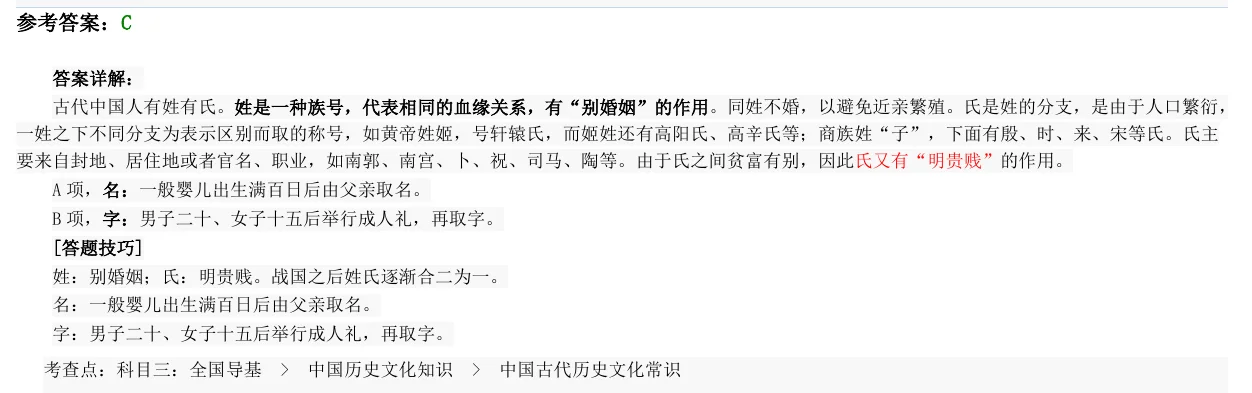 参考答案：C
答案详解：
古代中国人有姓有氏。姓是一种族号，代表相同的血缘关系，有“别婚姻”的作用。同姓不婚，以避免近亲繁殖。氏是姓的分支，是由于人口繁衍，
一姓之下不同分支为表示区别而取的称号，如黄帝姓姬，号轩辕氏，而姬姓还有高阳氏、高辛氏等；商族姓“子”，下面有殷、时、来、宋等氏。氏主
要来自封地、居住地或者官名、职业，如南郭、南宫、卜、祝、司马、陶等。由于氏之间贫富有别，因此氏又有“明贵贱”的作用。
A 项，名：一般婴儿出生满百日后由父亲取名。
B 项，字：男子二十、女子十五后举行成人礼，再取字。
[答题技巧]
姓：别婚姻；氏：明贵贱。战国之后姓氏逐渐合二为一。
名：一般婴儿出生满百日后由父亲取名。
字：男子二十、女子十五后举行成人礼，再取字。
考查点：科目三：全国导基 > 中国历史文化知识 > 中国古代历史文化常识